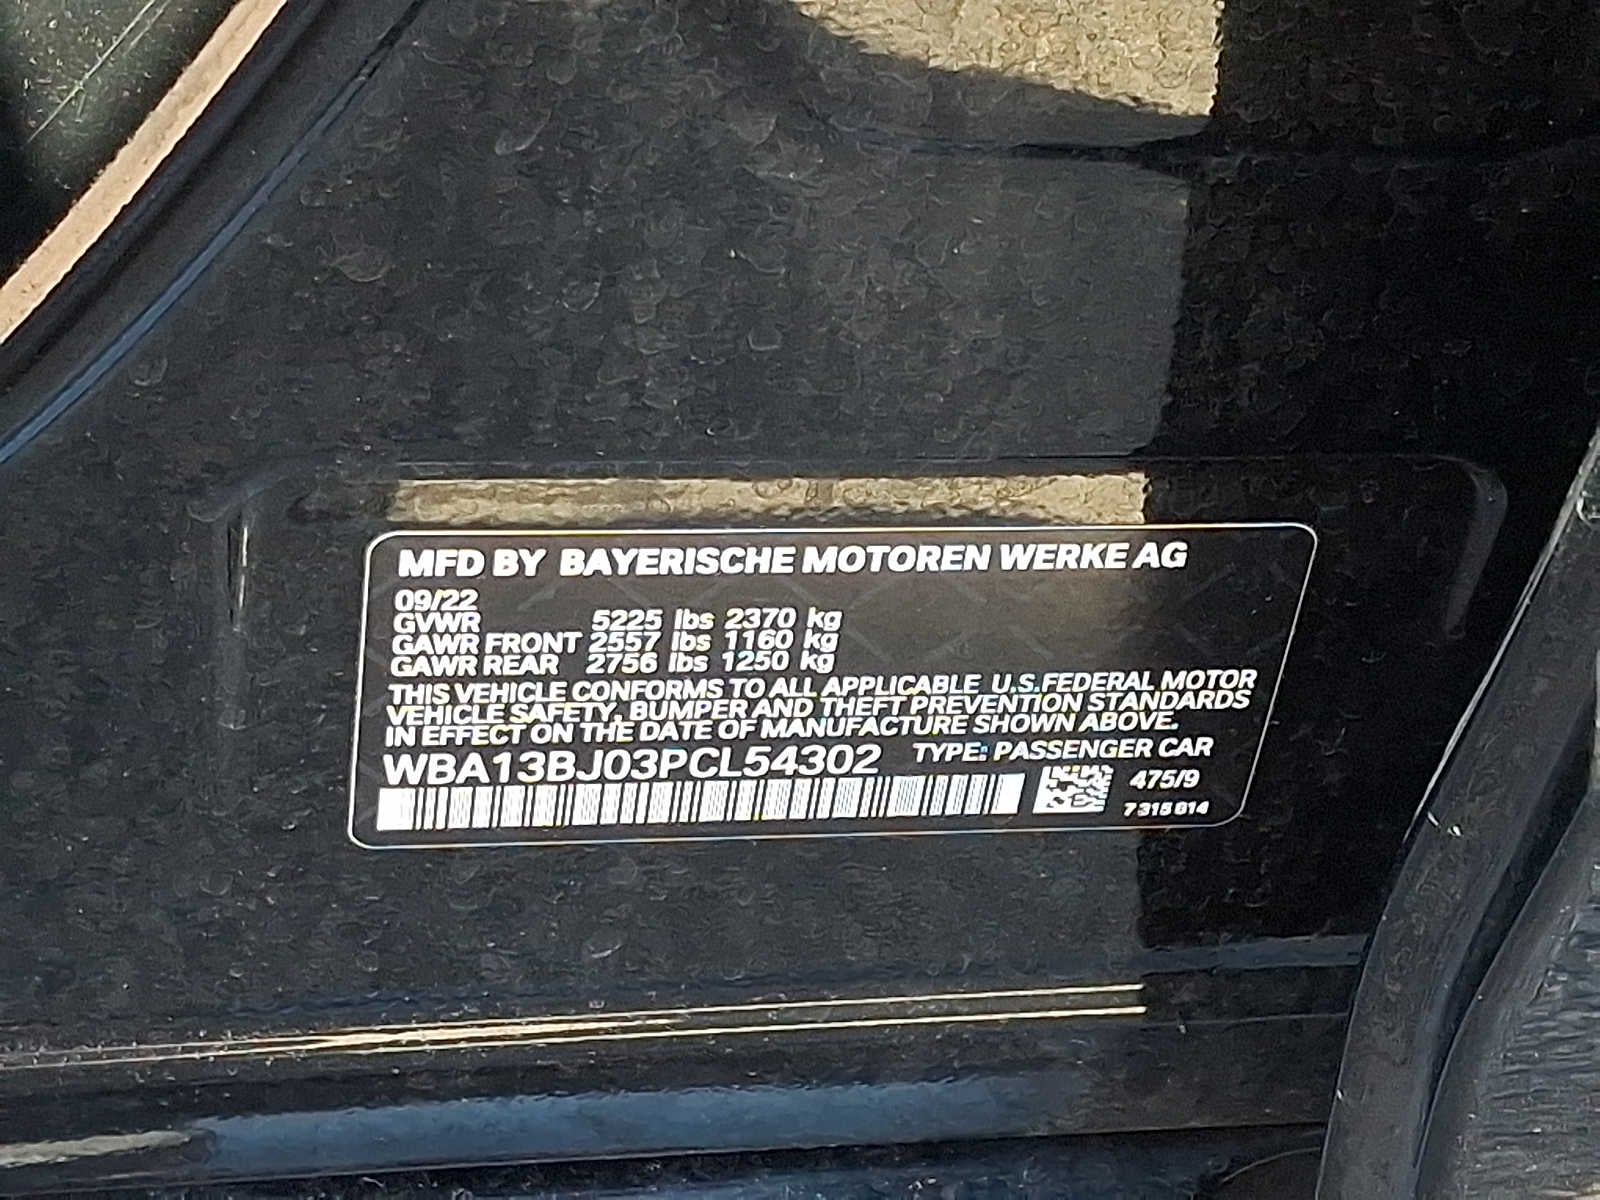 MFD BY BAYERISCHE MOTOREN WERKE AG
09/22
GVWR 5225 lbs 2370 kg
GAWR FRONT 2557 lbs 1160 kg
GAWR REAR 2756 lbs 1250 kg
THIS VEHICLE CONFORMS TO ALL APPLICABLE U.S.FEDERAL MOTOR
VEHICLE SAFETY, BUMPER AND THEFT PREVENTION STANDARDS
IN EFFECT ON THE DATE OF MANUFACTURE SHOWN ABOVE.
WBA13BJ03PCL54302 TYPE: PASSENGER CAR
475/9
7 315 814